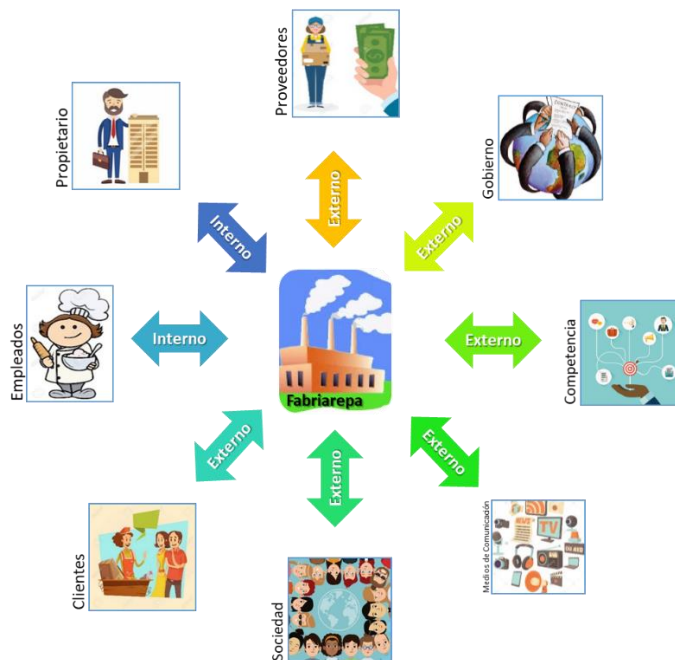 Proveedores
Propietario
Gobierno
Externo
Interno
Externo
Empleados
Interno
Externo
Competencia
Fabriarepa
Externo
Externo
Externo
Clientes
Sociedad
Medios de Comunicación
TV